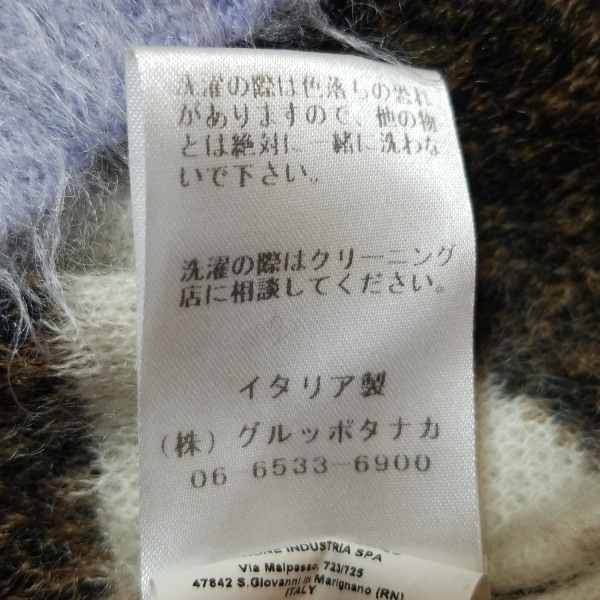 洗濯の際は色落ちの恐れ
がありますので、他の物
とは絶対に一緒に洗わな
いで下さい。
洗濯の際はクリーニング
店に相談してください。
イタリア製
(株)グルッポタナカ
06 6533-6900
INDUSTRIA SPA
Via Malpasso, 723/725
47842 S.Giovanni in Marignano (RN)
ITALY